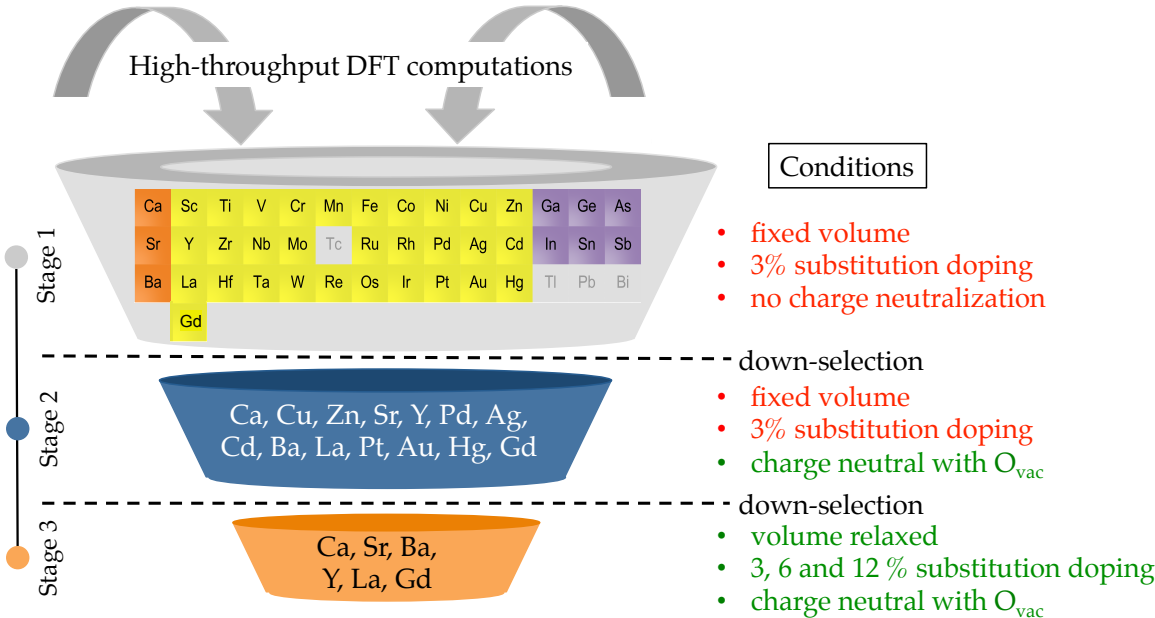 High-throughput DFT computations
Conditions
Ca Sc Ti V Cr Mn Fe Co Ni Cu Zn Ga Ge As
Sr Y Zr Nb Mo Tc Ru Rh Pd Ag Cd In Sn Sb
Ba La Hf Ta W Re Os Ir Pt Au Hg Tl Pb Bi
Gd
Stage 1
• fixed volume
• 3% substitution doping
• no charge neutralization
down-selection
Stage 2
Ca, Cu, Zn, Sr, Y, Pd, Ag,
Cd, Ba, La, Pt, Au, Hg, Gd
• fixed volume
• 3% substitution doping
• charge neutral with Ovac
down-selection
Stage 3
Ca, Sr, Ba,
Y, La, Gd
• volume relaxed
• 3, 6 and 12 % substitution doping
• charge neutral with Ovac